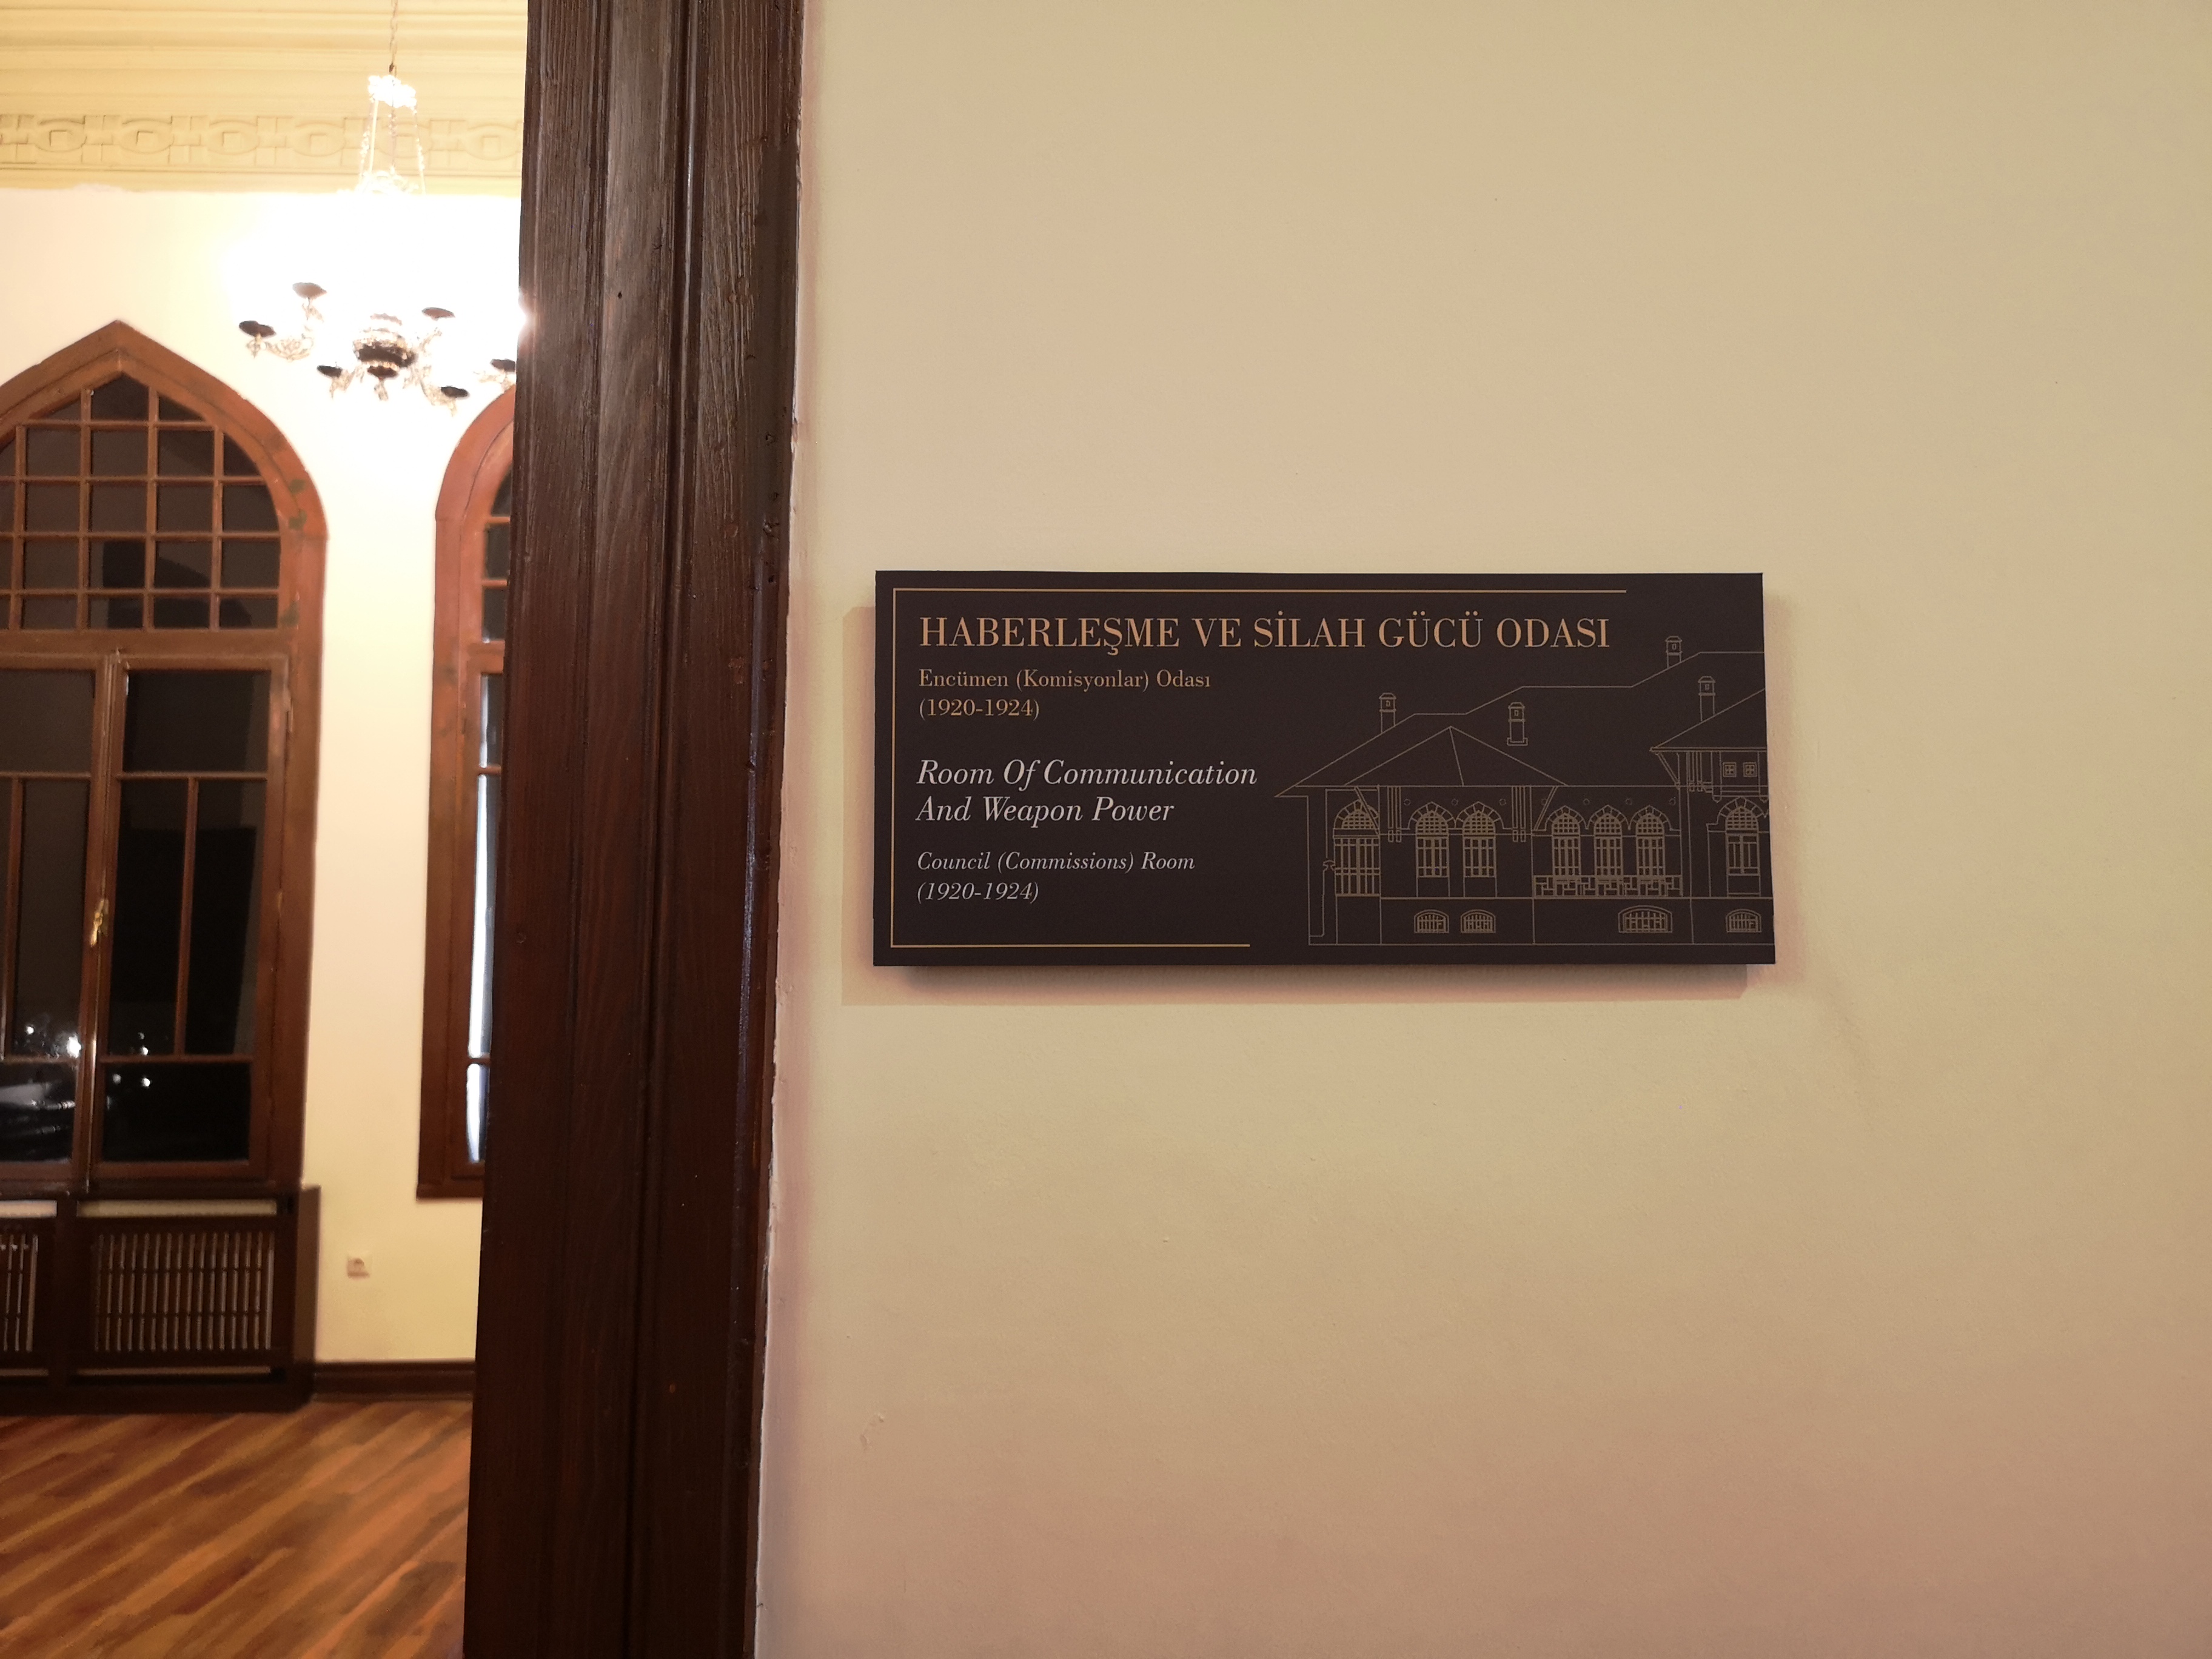 HABERLEŞME VE SİLAH GÜCÜ ODASI
Encümen (Komisyonlar) Odası
(1920-1924)
Room Of Communication
And Weapon Power
Council (Commissions) Room
(1920-1924)